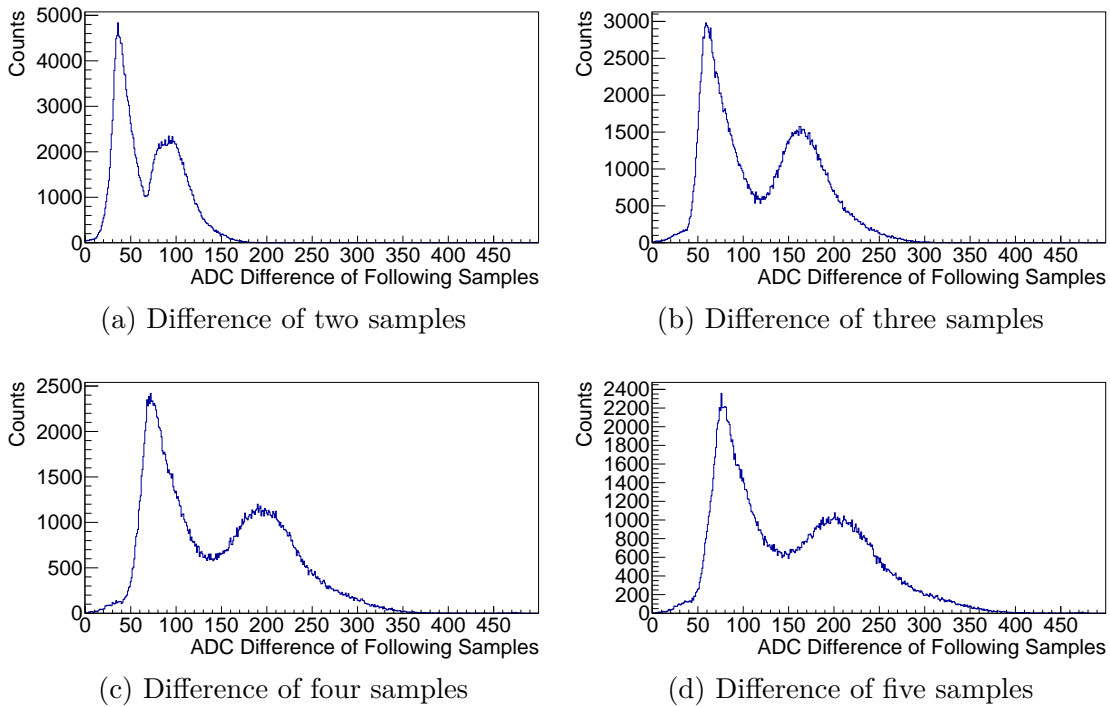 Counts
5000
4000
3000
2000
1000
0
0 50 100 150 200 250 300 350 400 450
ADC Difference of Following Samples
(a) Difference of two samples
Counts
3000
2500
2000
1500
1000
500
0
0 50 100 150 200 250 300 350 400 450
ADC Difference of Following Samples
(b) Difference of three samples
Counts
2500
2000
1500
1000
500
0
0 50 100 150 200 250 300 350 400 450
ADC Difference of Following Samples
(c) Difference of four samples
Counts
2400
2200
2000
1800
1600
1400
1200
1000
800
600
400
200
0
0 50 100 150 200 250 300 350 400 450
ADC Difference of Following Samples
(d) Difference of five samples